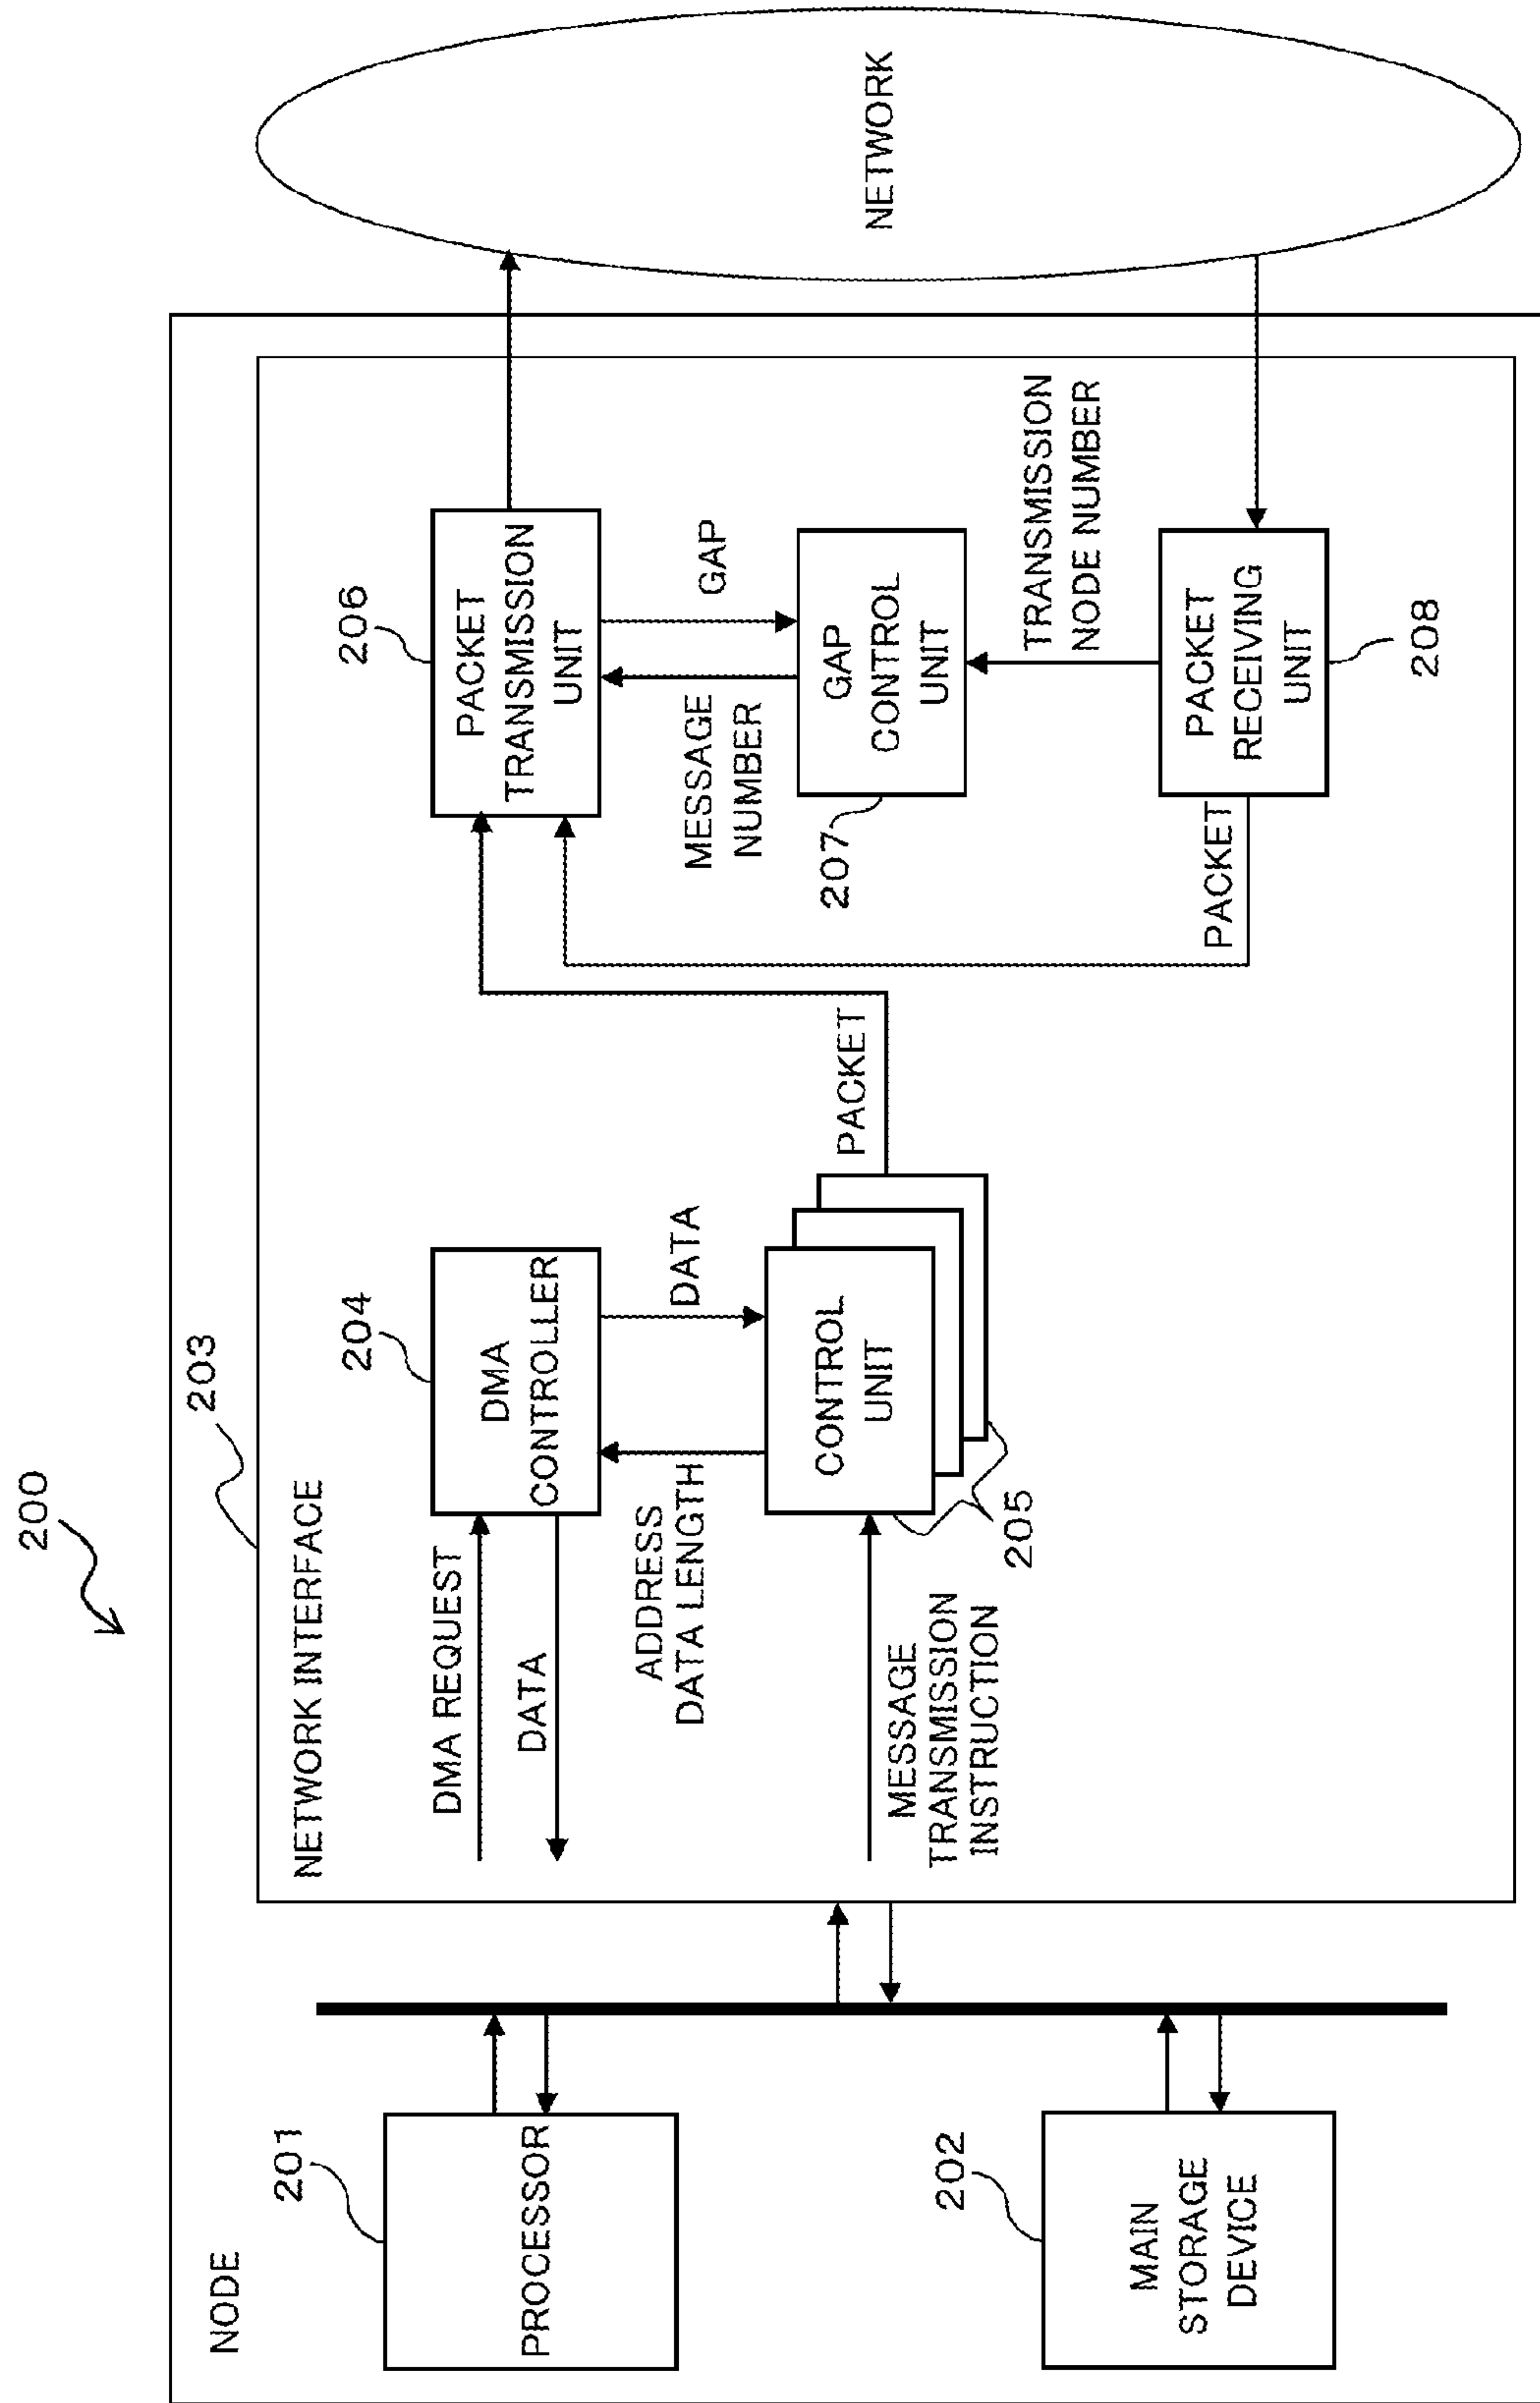 200
NODE
201
PROCESSOR
202
MAIN
STORAGE
DEVICE
203
NETWORK INTERFACE
DMA REQUEST
DATA
204
DMA
CONTROLLER
ADDRESS
DATA LENGTH
DATA
MESSAGE
TRANSMISSION
INSTRUCTION
CONTROL
UNIT
205
PACKET
206
PACKET
TRANSMISSION
UNIT
MESSAGE
NUMBER
GAP
207
GAP
CONTROL
UNIT
TRANSMISSION
NODE NUMBER
PACKET
PACKET
RECEIVING
UNIT
208
NETWORK